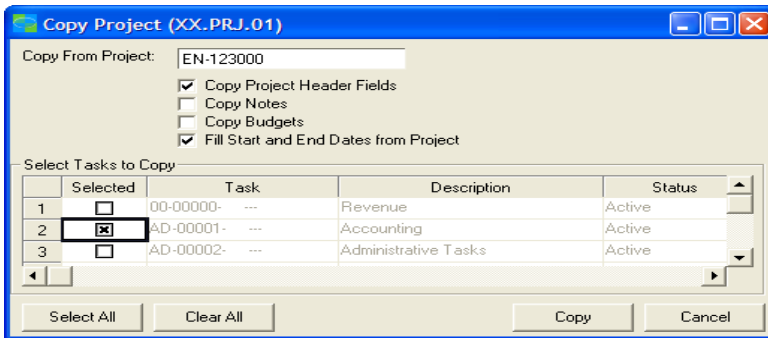 Copy Project (XX.PRJ.01)
Copy From Project: EN-123000
Copy Project Header Fields
Copy Notes
Copy Budgets
Fill Start and End Dates from Project
Select Tasks to Copy
Selected Task Description Status
1 00-00000- --- Revenue Active
2 AD-00001- --- Accounting Active
3 AD-00002- --- Administrative Tasks Active
Select All Clear All Copy Cancel